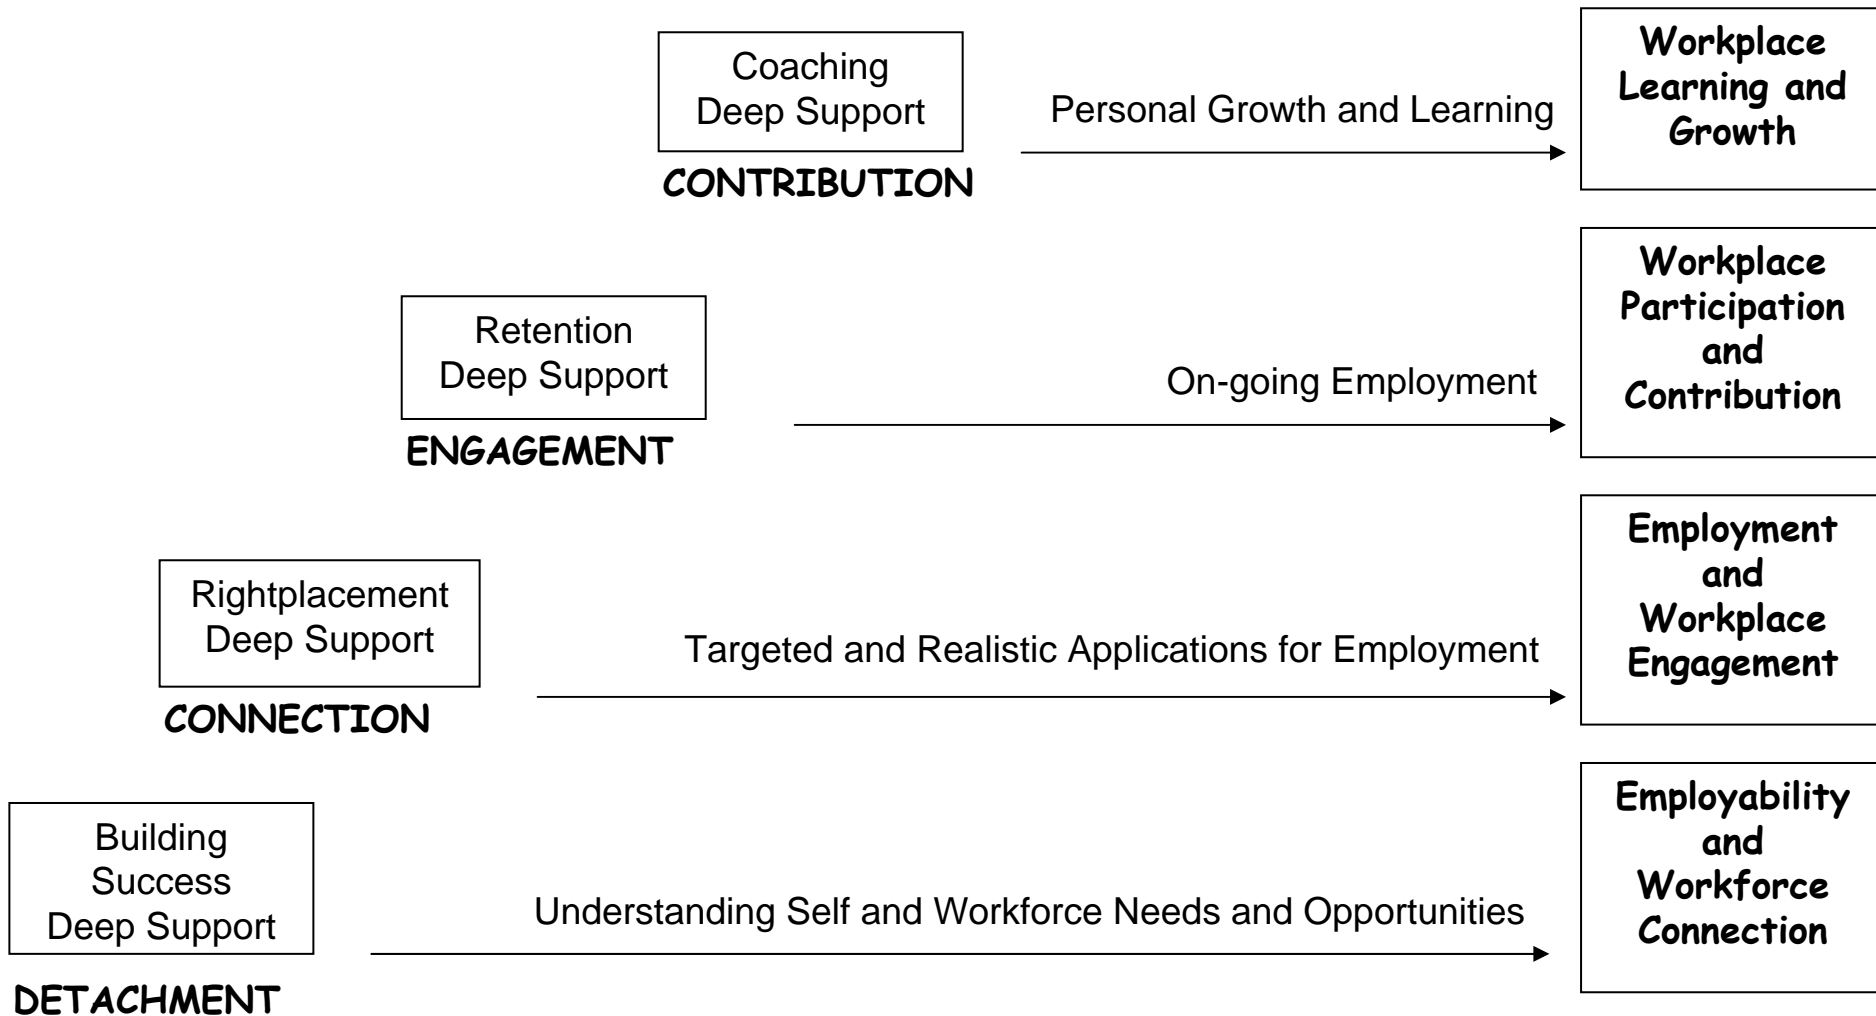 Coaching
Deep Support
CONTRIBUTION
Personal Growth and Learning
Workplace
Learning and
Growth
Retention
Deep Support
ENGAGEMENT
On-going Employment
Workplace
Participation
and
Contribution
Rightplacement
Deep Support
CONNECTION
Targeted and Realistic Applications for Employment
Employment
and
Workplace
Engagement
Building
Success
Deep Support
DETACHMENT
Understanding Self and Workforce Needs and Opportunities
Employability
and
Workforce
Connection